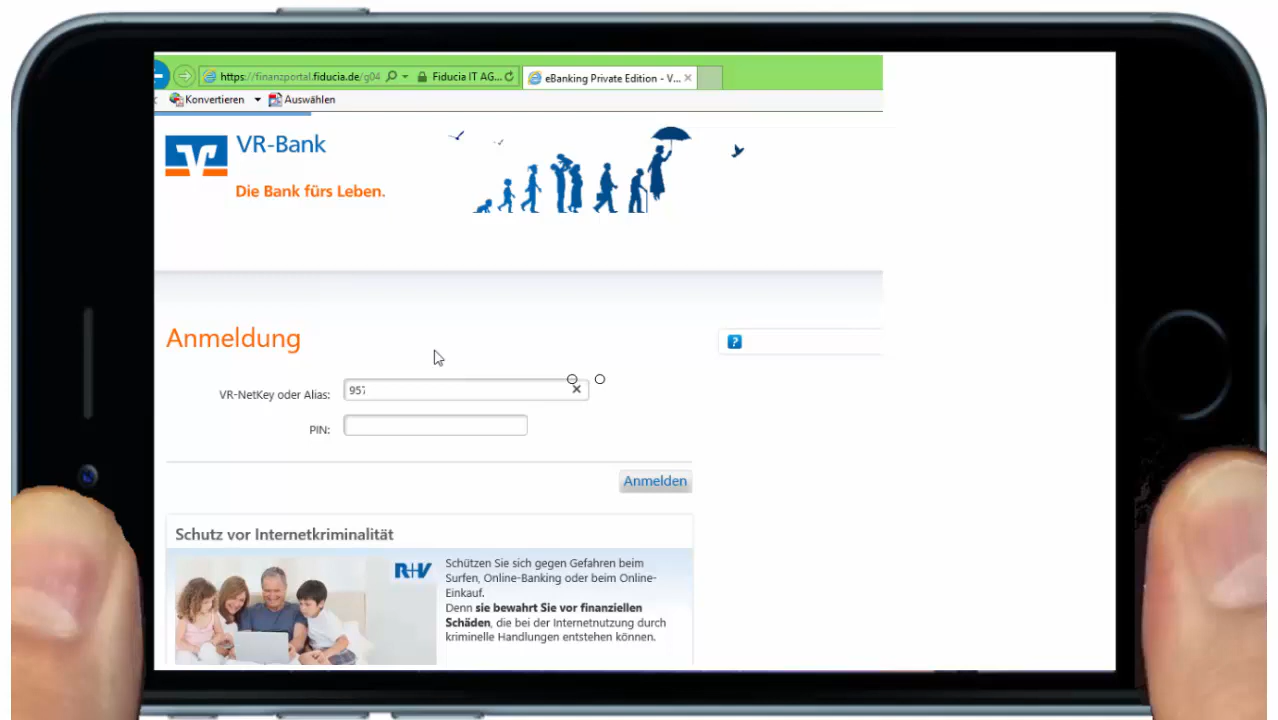 https://finanzportal.fiducia.de/g04
Fiducia IT AG...
eBanking Private Edition - V...
Konvertieren
Auswählen
VR-Bank
Die Bank fürs Leben.
Anmeldung
?
VR-NetKey oder Alias:
957
PIN:
Anmelden
Schutz vor Internetkriminalität
R+V
Schützen Sie sich gegen Gefahren beim
Surfen, Online-Banking oder beim Online-
Einkauf.
Denn sie bewahrt Sie vor finanziellen
Schäden, die bei der Internetnutzung durch
kriminelle Handlungen entstehen können.